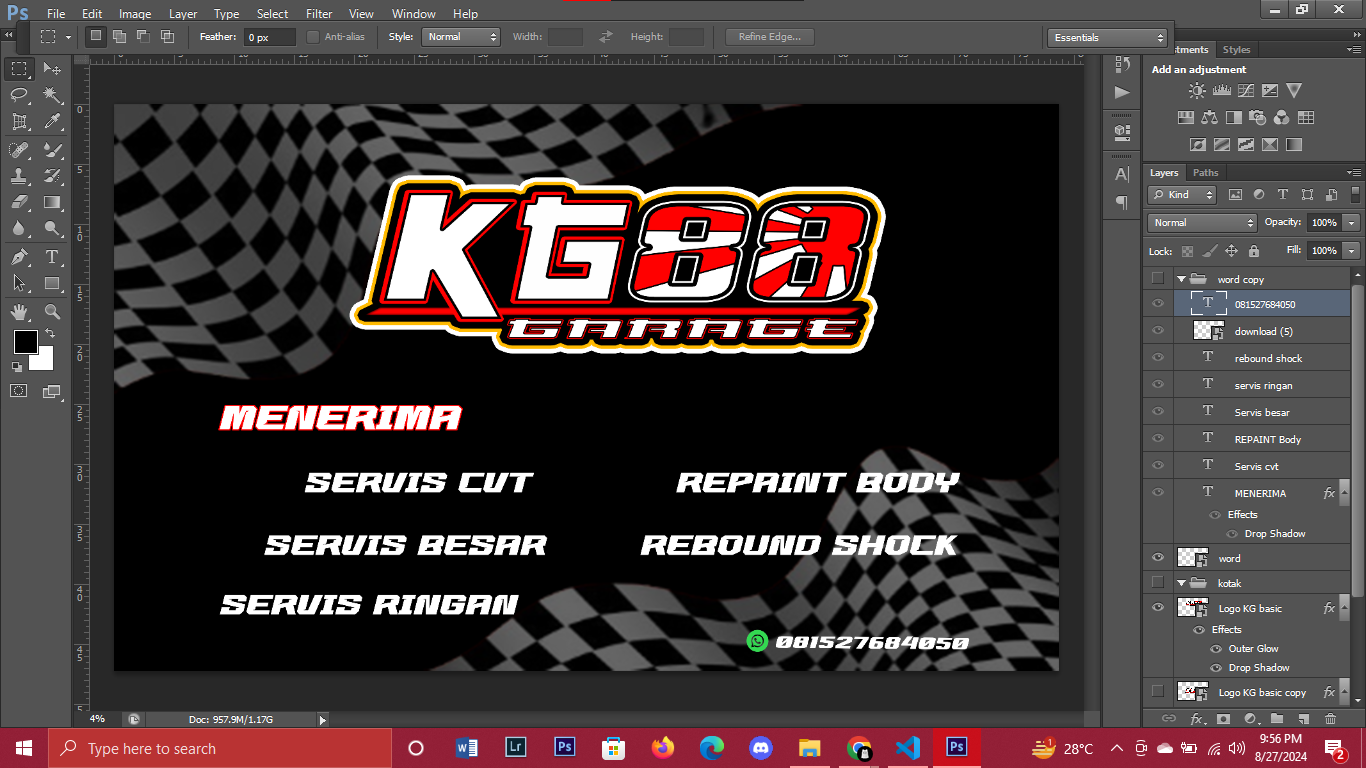 Ps File Edit Image Layer Type Select Filter View Window Help
Feather: 0 px Anti-alias Style: Normal Width: Height: Refine Edge... Essentials
Styles
Add an adjustment
KG88
GARAGE
MENERIMA
SERVIS CVT REPAINT BODY
SERVIS BESAR REBOUND SHOCK
SERVIS RINGAN
081527684050
Layers Paths
Kind
Normal Opacity: 100%
Lock: Fill: 100%
word copy
081527684050
download (5)
rebound shock
servis ringan
Servis besar
REPAINT Body
Servis cvt
MENERIMA fx
Effects
Drop Shadow
word
kotak
Logo KG basic fx
Effects
Outer Glow
Drop Shadow
Logo KG basic copy fx
4% Doc: 957.9M/1.17G
Type here to search
28°C
9:56 PM
8/27/2024
2